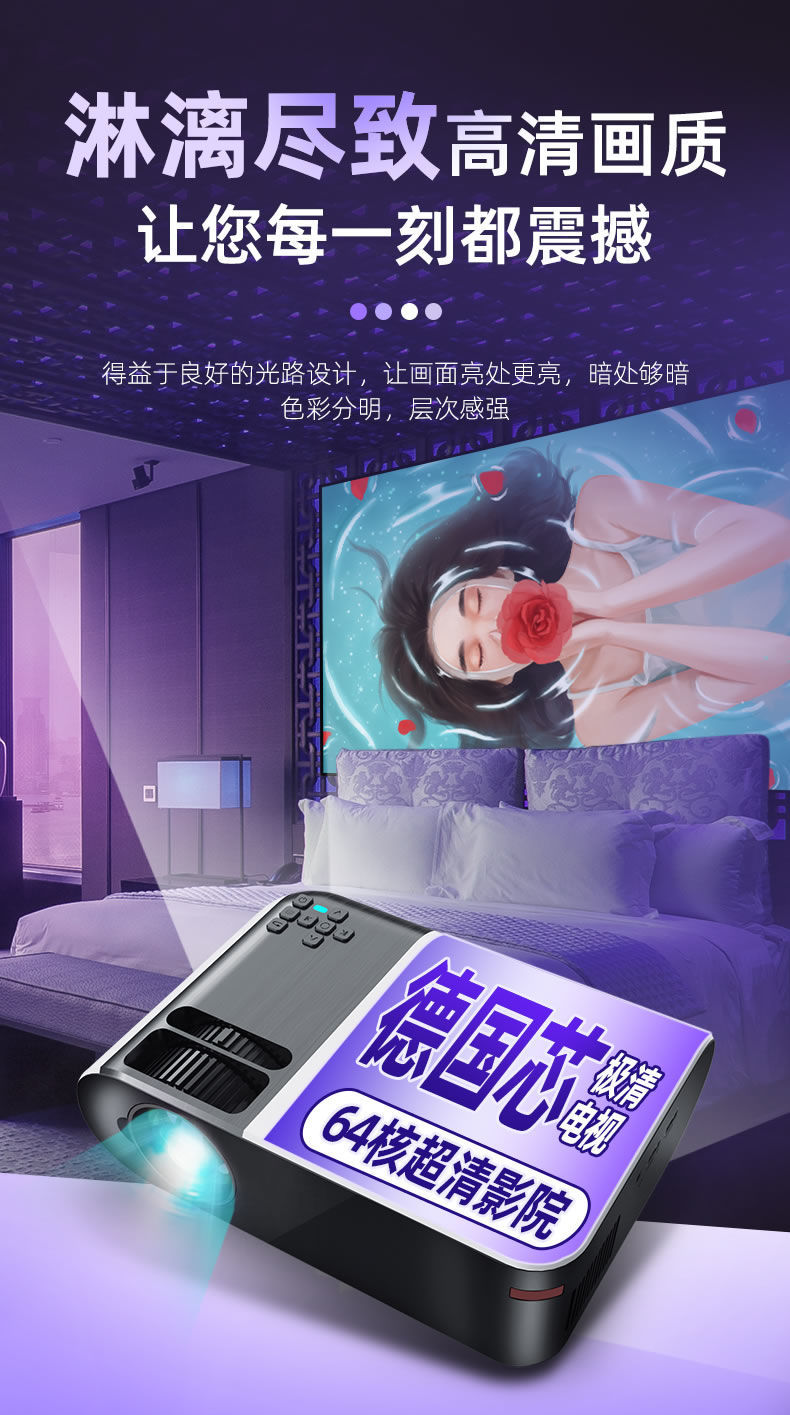 淋漓尽致高清画质
让您每一刻都震撼
得益于良好的光路设计，让画面亮处更亮，暗处够暗
色彩分明，层次感强
德国芯极清
电视
64核超清影院